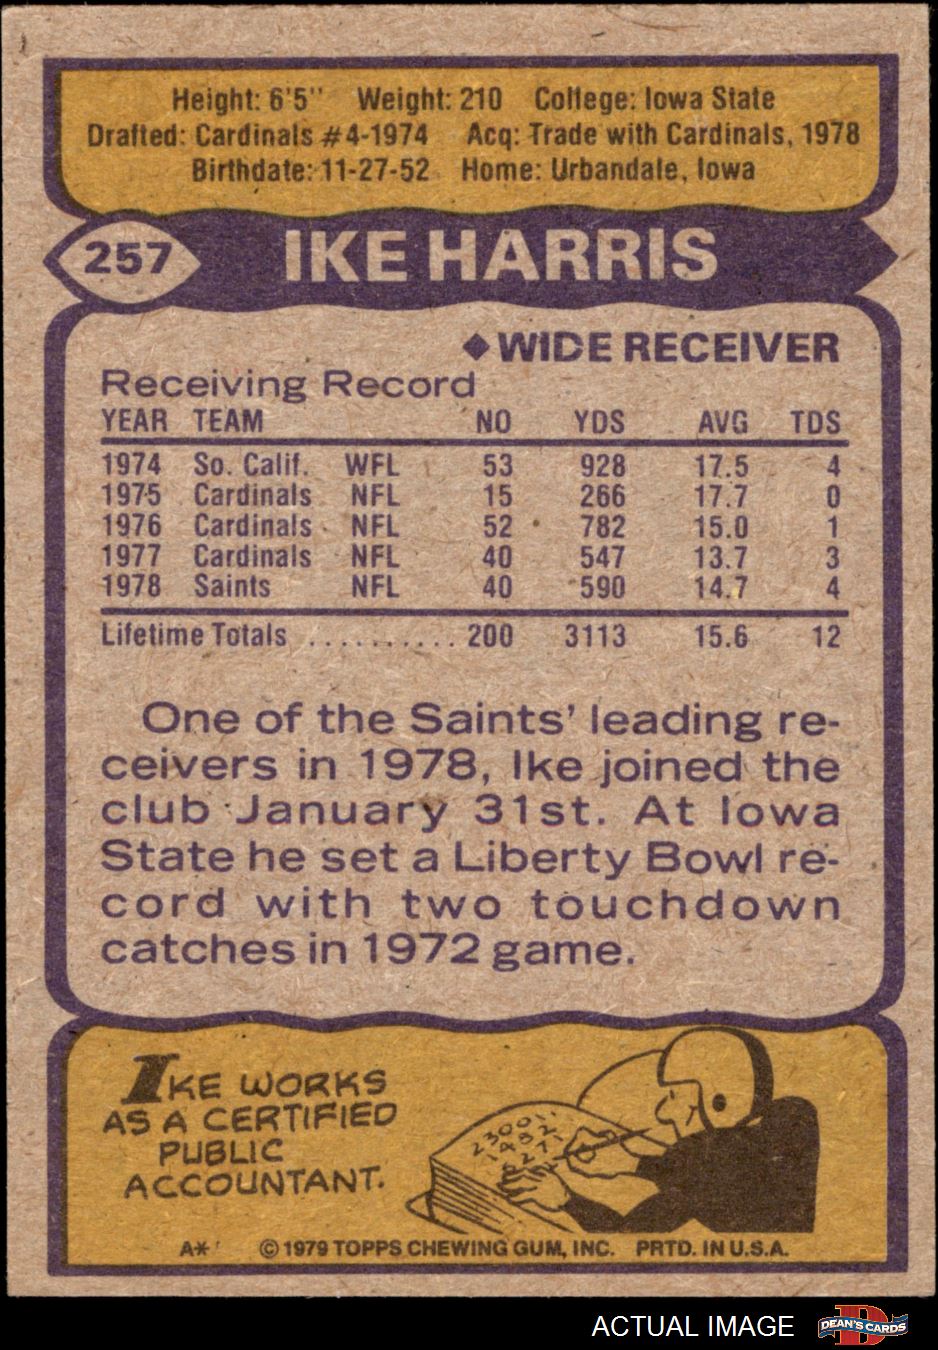 Height: 6'5" Weight: 210 College: Iowa State
Drafted: Cardinals #4-1974 Acq: Trade with Cardinals, 1978
Birthdate: 11-27-52 Home: Urbandale, Iowa
257 IKE HARRIS
◆WIDE RECEIVER
Receiving Record
YEAR TEAM NO YDS AVG TDS
1974 So. Calif. WFL 53 928 17.5 4
1975 Cardinals NFL 15 266 17.7 0
1976 Cardinals NFL 52 782 15.0 1
1977 Cardinals NFL 40 547 13.7 3
1978 Saints NFL 40 590 14.7 4
Lifetime Totals .......... 200 3113 15.6 12
One of the Saints' leading re-
ceivers in 1978, Ike joined the
club January 31st. At Iowa
State he set a Liberty Bowl re-
cord with two touchdown
catches in 1972 game.
IKE WORKS
AS A CERTIFIED
PUBLIC
ACCOUNTANT.
A* © 1979 TOPPS CHEWING GUM, INC. PRTD. IN U.S.A.
ACTUAL IMAGE DEAN'S CARDS